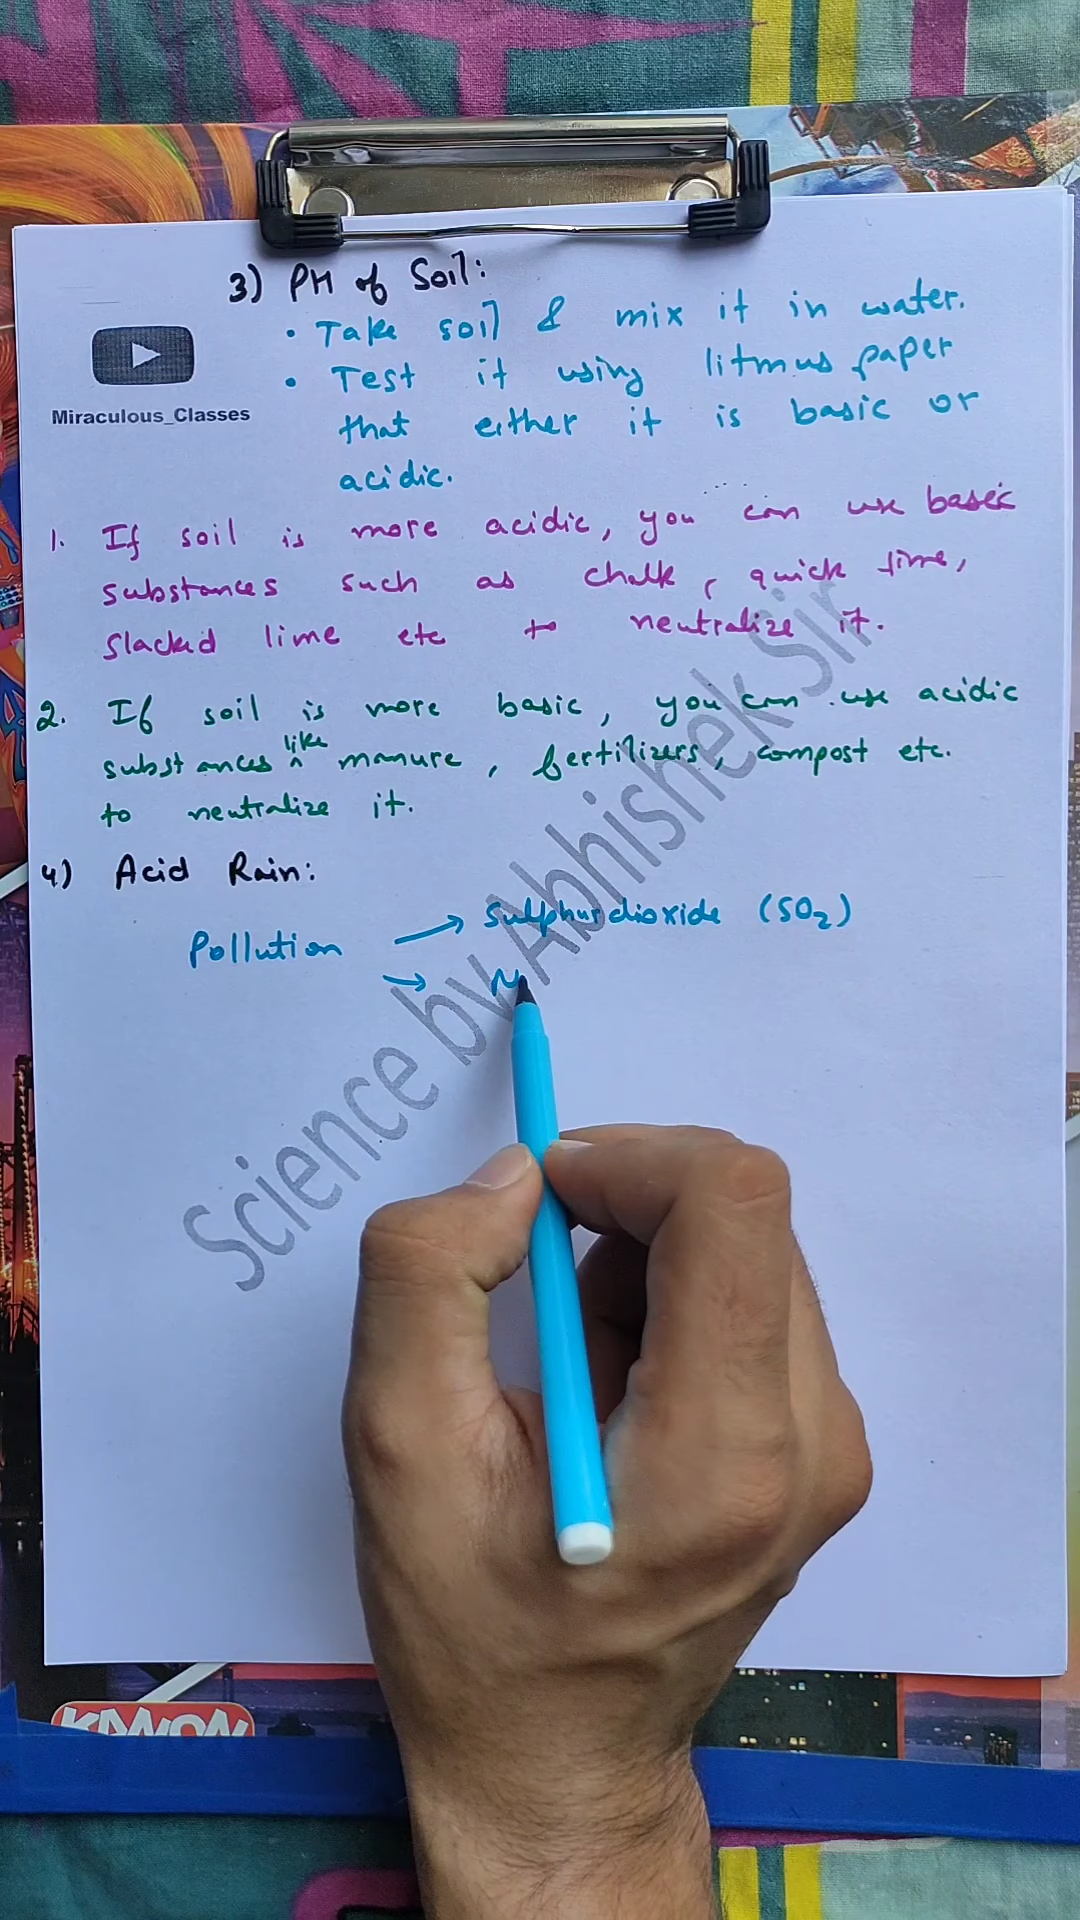 3) PH of Soil:
• Take soil & mix it in water.
Miraculous_Classes
• Test it using litmus paper
that either it is basic or
acidic.
1. If soil is more acidic, you can use basic
substances such as chalk, quick lime,
Slacked lime etc to neutralize it.
2. If soil is more basic, you can use acidic
substances like manure, fertilizers, compost etc.
to neutralize it.
4) Acid Rain:
Pollution → Sulphur dioxide (SO2)
→ N
Science by Abhishek Sir
KANON